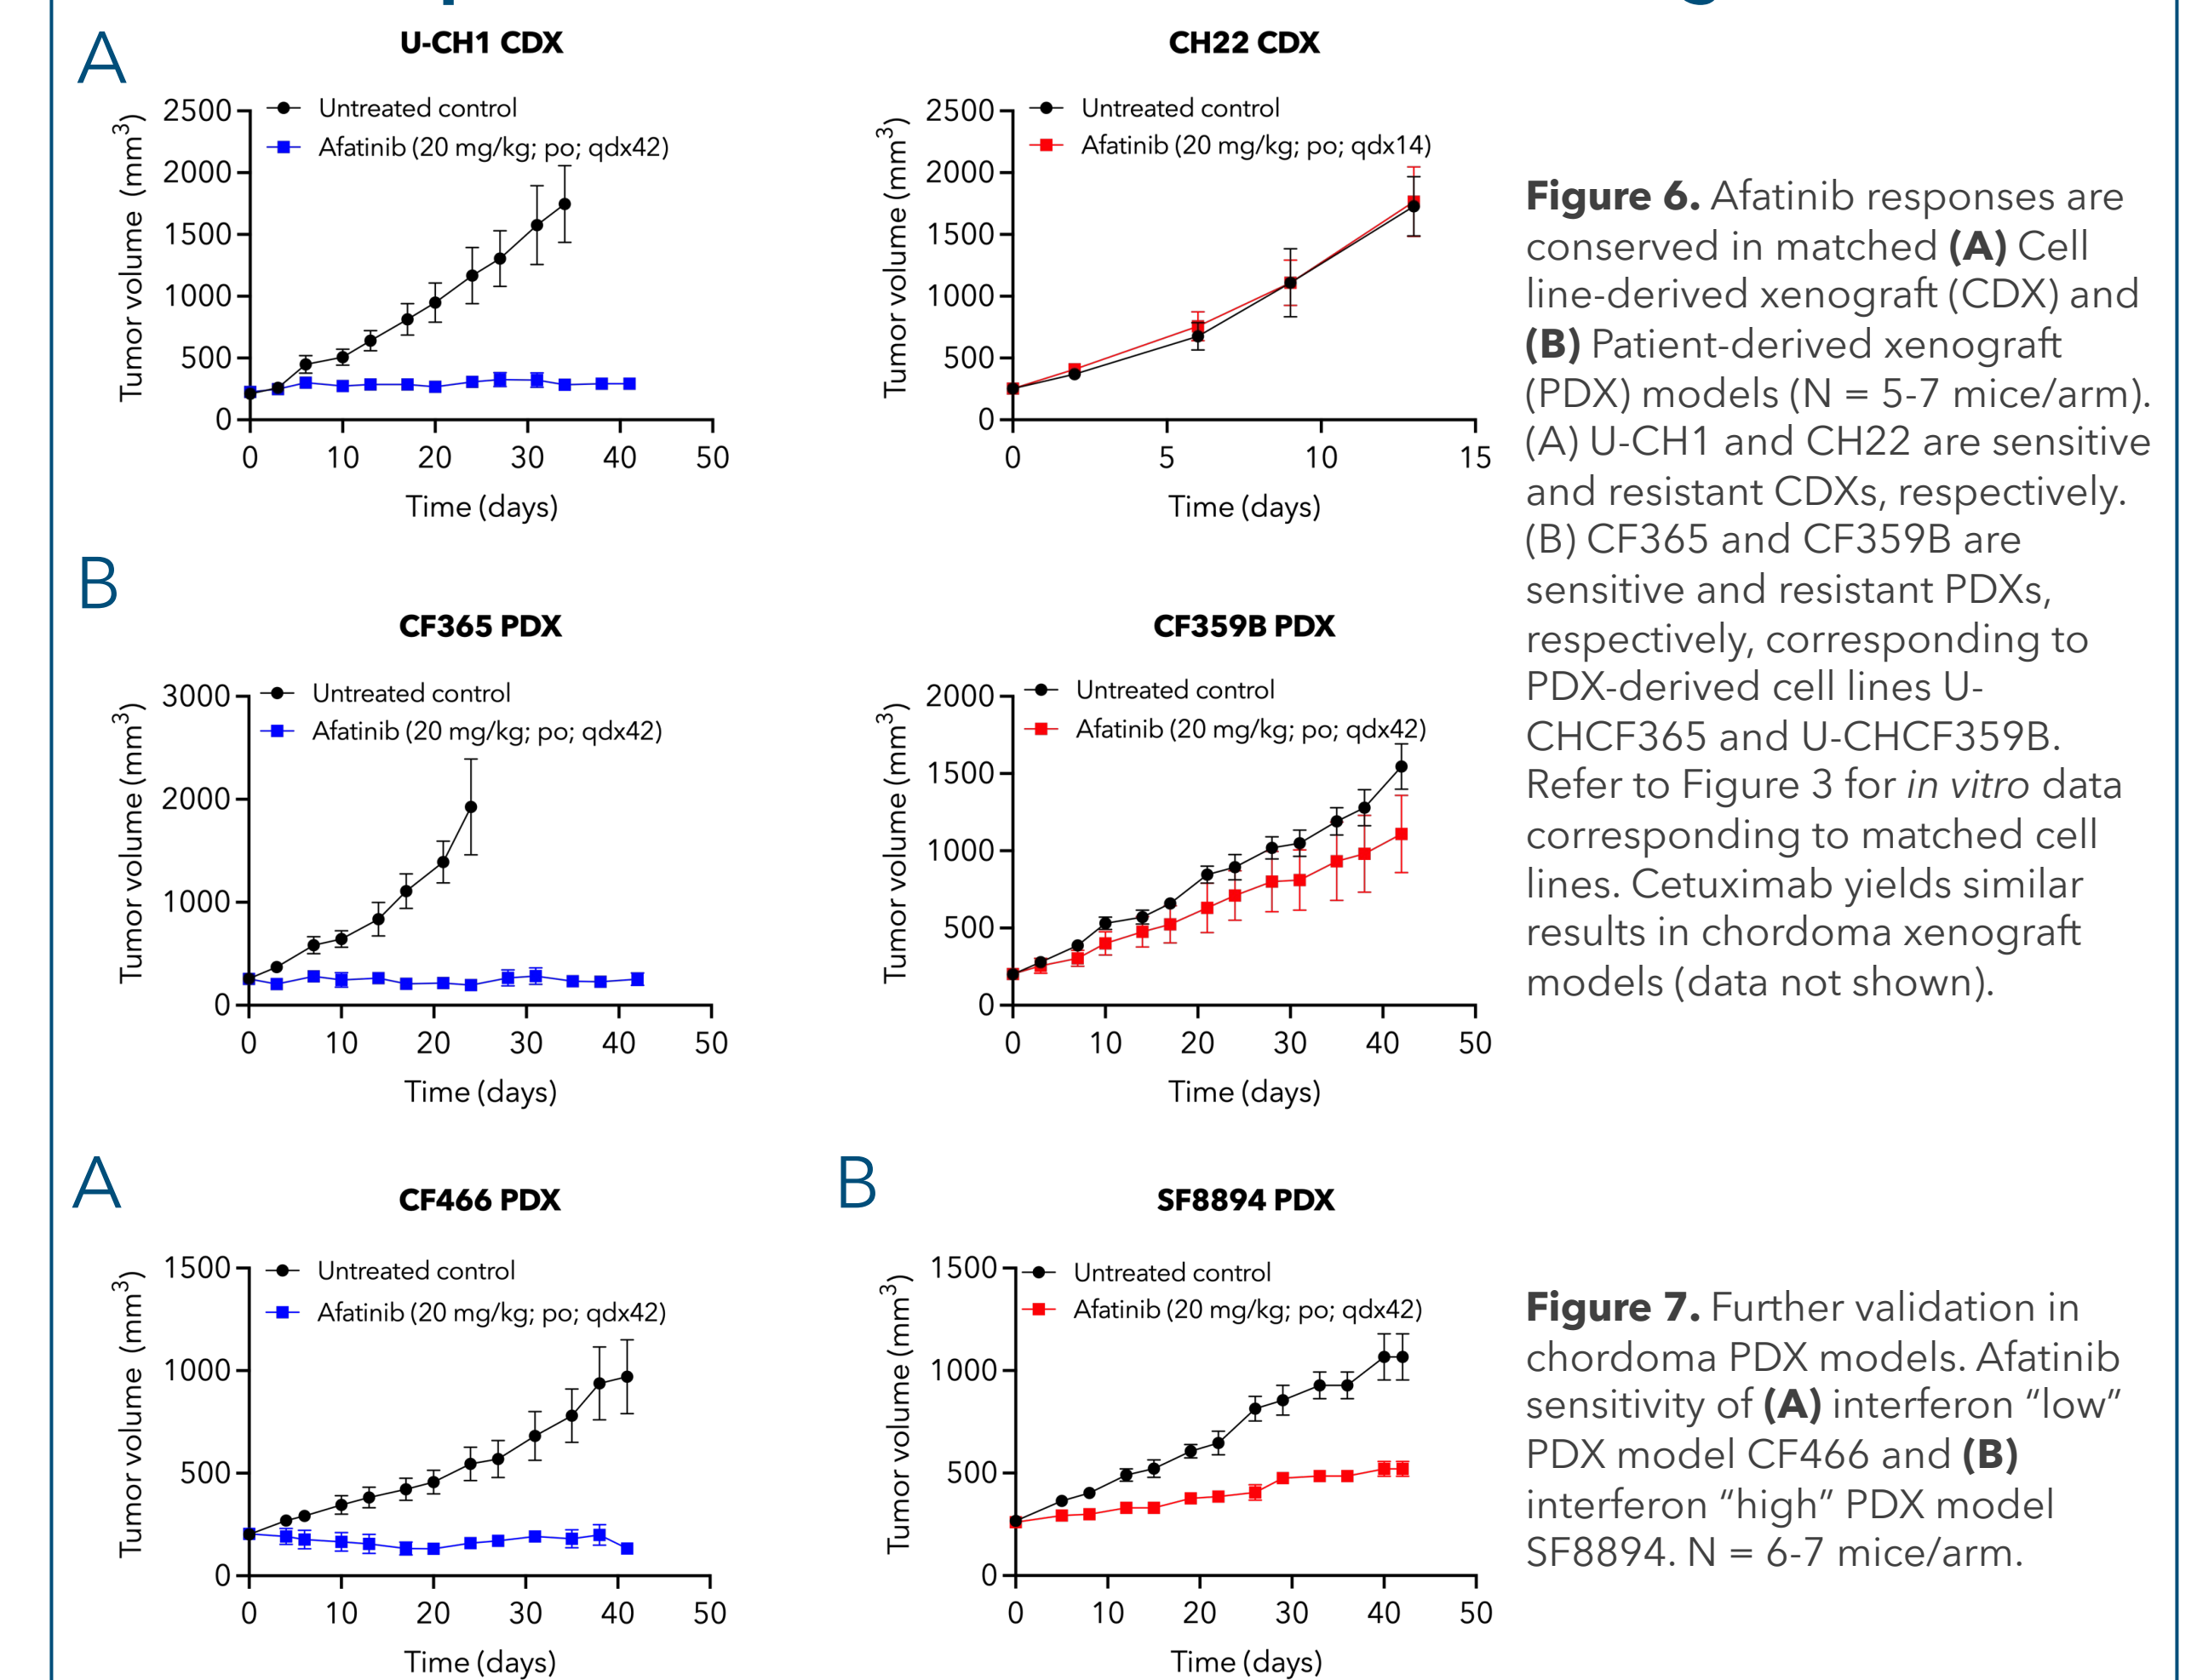 A
U-CH1 CDX
Tumor volume (mm³)
2500
2000
1500
1000
500
0
Untreated control
Afatinib (20 mg/kg; po; qdx42)
0 10 20 30 40 50
Time (days)
CH22 CDX
Tumor volume (mm³)
2500
2000
1500
1000
500
0
Untreated control
Afatinib (20 mg/kg; po; qdx14)
0 5 10 15
Time (days)
B
CF365 PDX
Tumor volume (mm³)
3000
2000
1000
0
Untreated control
Afatinib (20 mg/kg; po; qdx42)
0 10 20 30 40 50
Time (days)
CF359B PDX
Tumor volume (mm³)
2000
1500
1000
500
0
Untreated control
Afatinib (20 mg/kg; po; qdx42)
0 10 20 30 40 50
Time (days)
Figure 6. Afatinib responses are
conserved in matched (A) Cell
line-derived xenograft (CDX) and
(B) Patient-derived xenograft
(PDX) models (N = 5-7 mice/arm).
(A) U-CH1 and CH22 are sensitive
and resistant CDXs, respectively.
(B) CF365 and CF359B are
sensitive and resistant PDXs,
respectively, corresponding to
PDX-derived cell lines U-
CHCF365 and U-CHCF359B.
Refer to Figure 3 for in vitro data
corresponding to matched cell
lines. Cetuximab yields similar
results in chordoma xenograft
models (data not shown).
A
CF466 PDX
Tumor volume (mm³)
1500
1000
500
0
Untreated control
Afatinib (20 mg/kg; po; qdx42)
0 10 20 30 40 50
Time (days)
B
SF8894 PDX
Tumor volume (mm³)
1500
1000
500
0
Untreated control
Afatinib (20 mg/kg; po; qdx42)
0 10 20 30 40 50
Time (days)
Figure 7. Further validation in
chordoma PDX models. Afatinib
sensitivity of (A) interferon “low”
PDX model CF466 and (B)
interferon “high” PDX model
SF8894. N = 6-7 mice/arm.